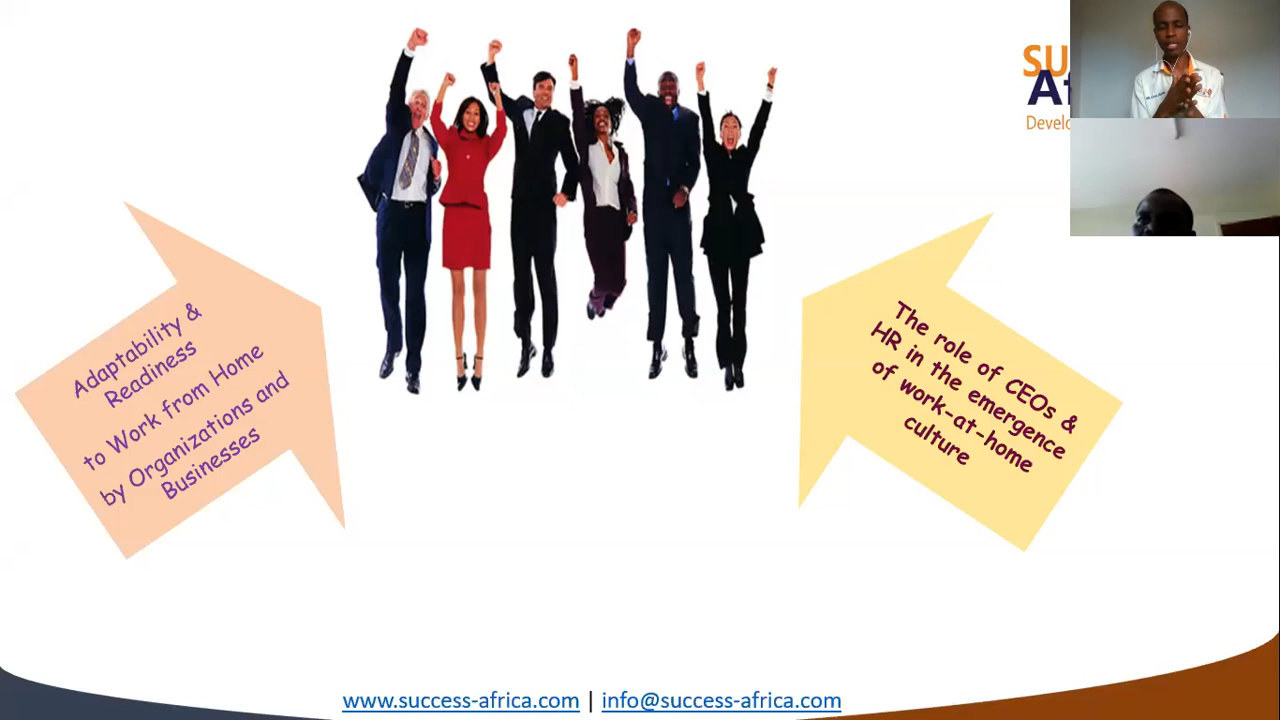 Adaptability &
Readiness
to Work from Home
by Organizations and
Businesses
The role of CEOs &
HR in the emergence
of work-at-home
culture
www.success-africa.com | info@success-africa.com